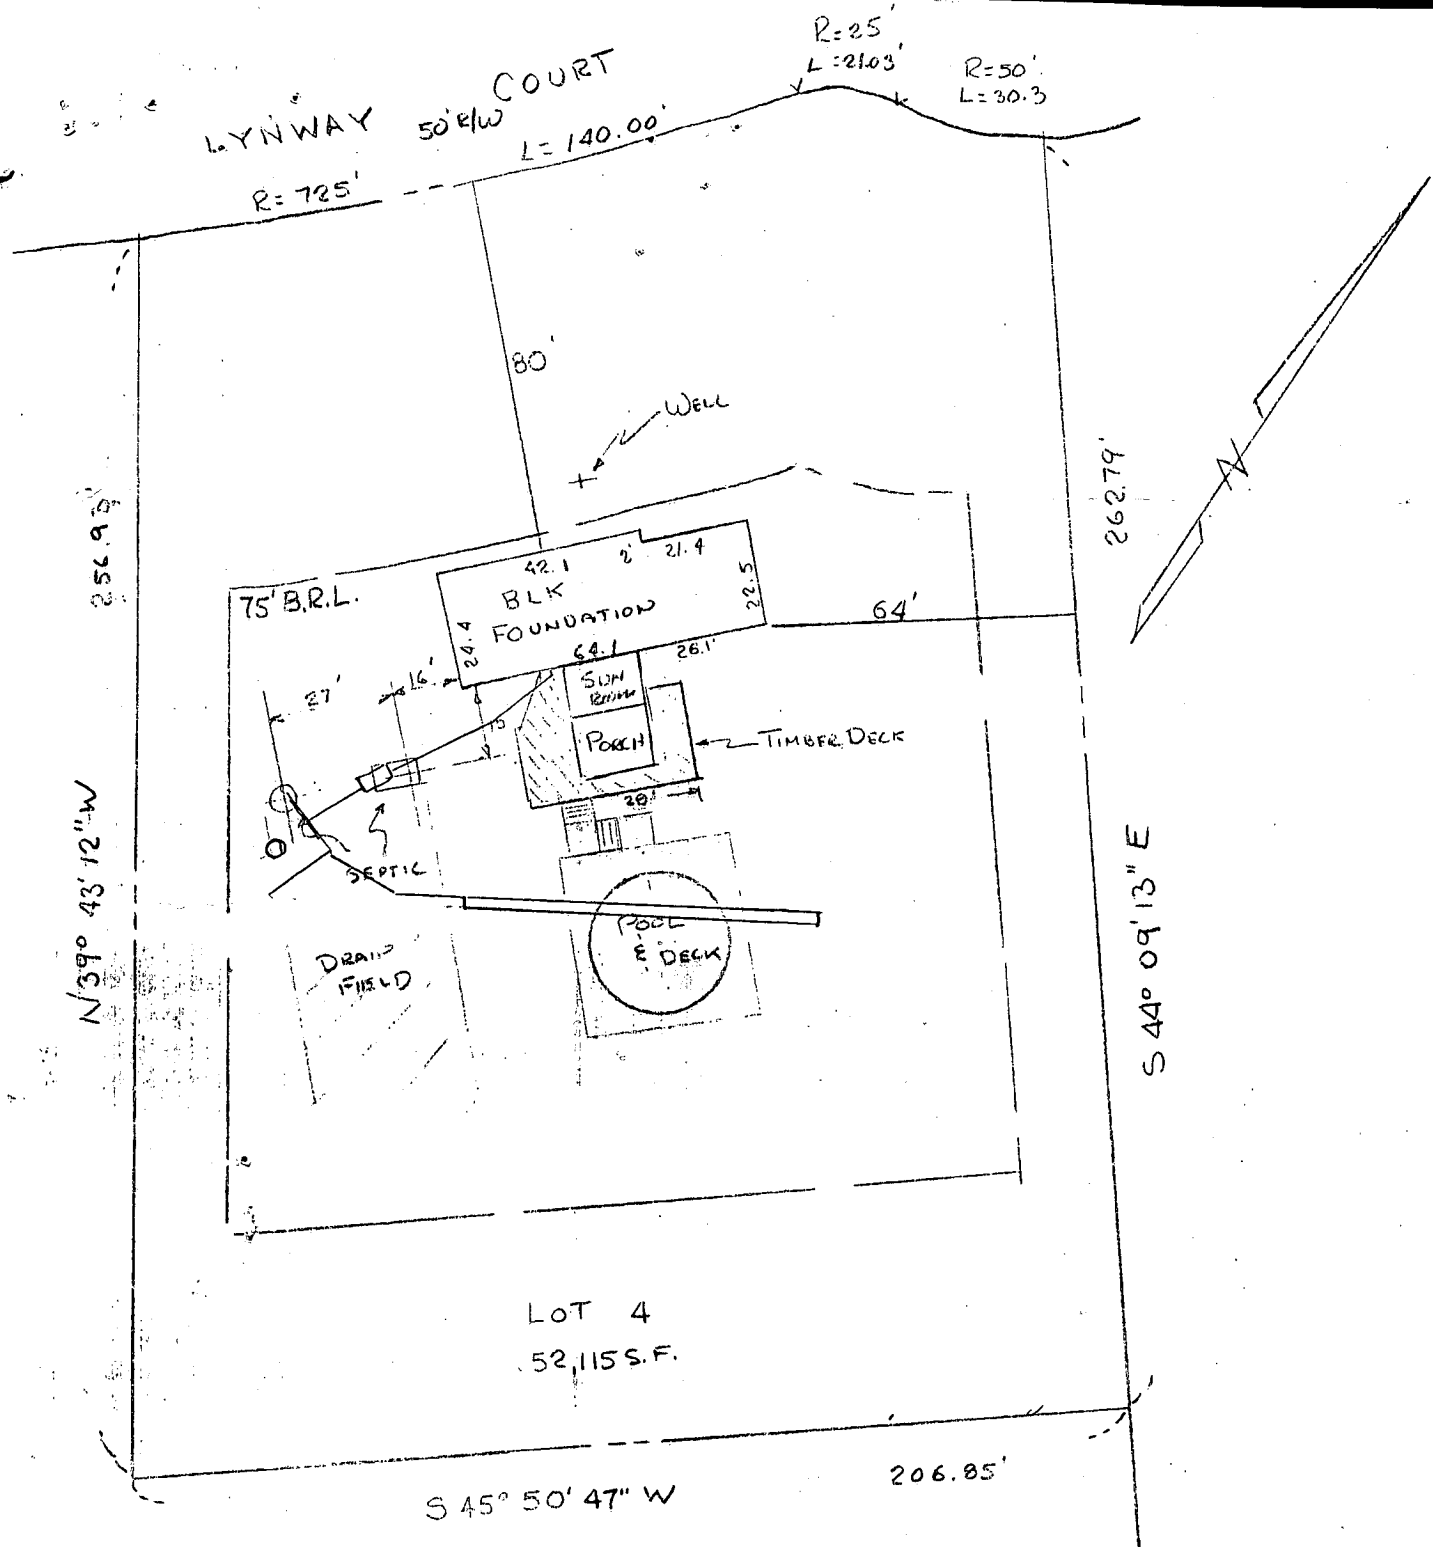 R=25'
L=21.03'
R=50'
L=30.3
LYNWAY COURT
50' R/W
L=140.00'
R=725'
80'
WELL
N
262.79'
256.9
75' B.R.L.
42.1
2'
21.4
BLK
FOUNDATION
22.5
24.4
64.1
26.1'
64'
SUN
ROOM
27'
16'
PORCH
TIMBER DECK
20'
SEPTIC
POOL
& DECK
DRAIN
FIELD
N 39° 43' 12" W
S 44° 09' 13" E
LOT 4
52,115 S.F.
S 45° 50' 47" W
206.85'